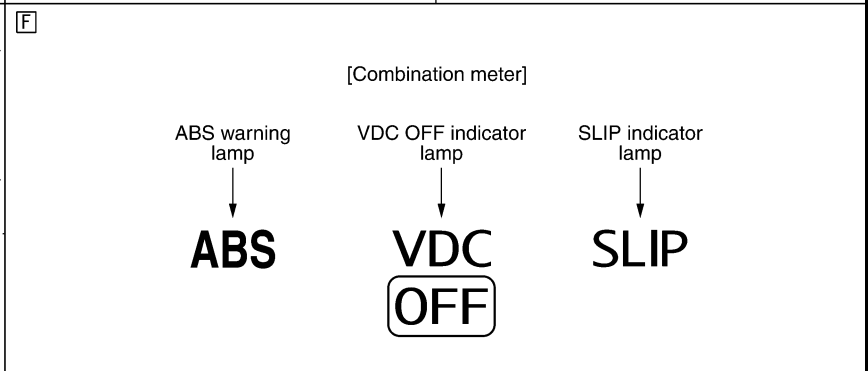 F
[Combination meter]
ABS warning lamp
VDC OFF indicator lamp
SLIP indicator lamp
ABS
VDC
OFF
SLIP